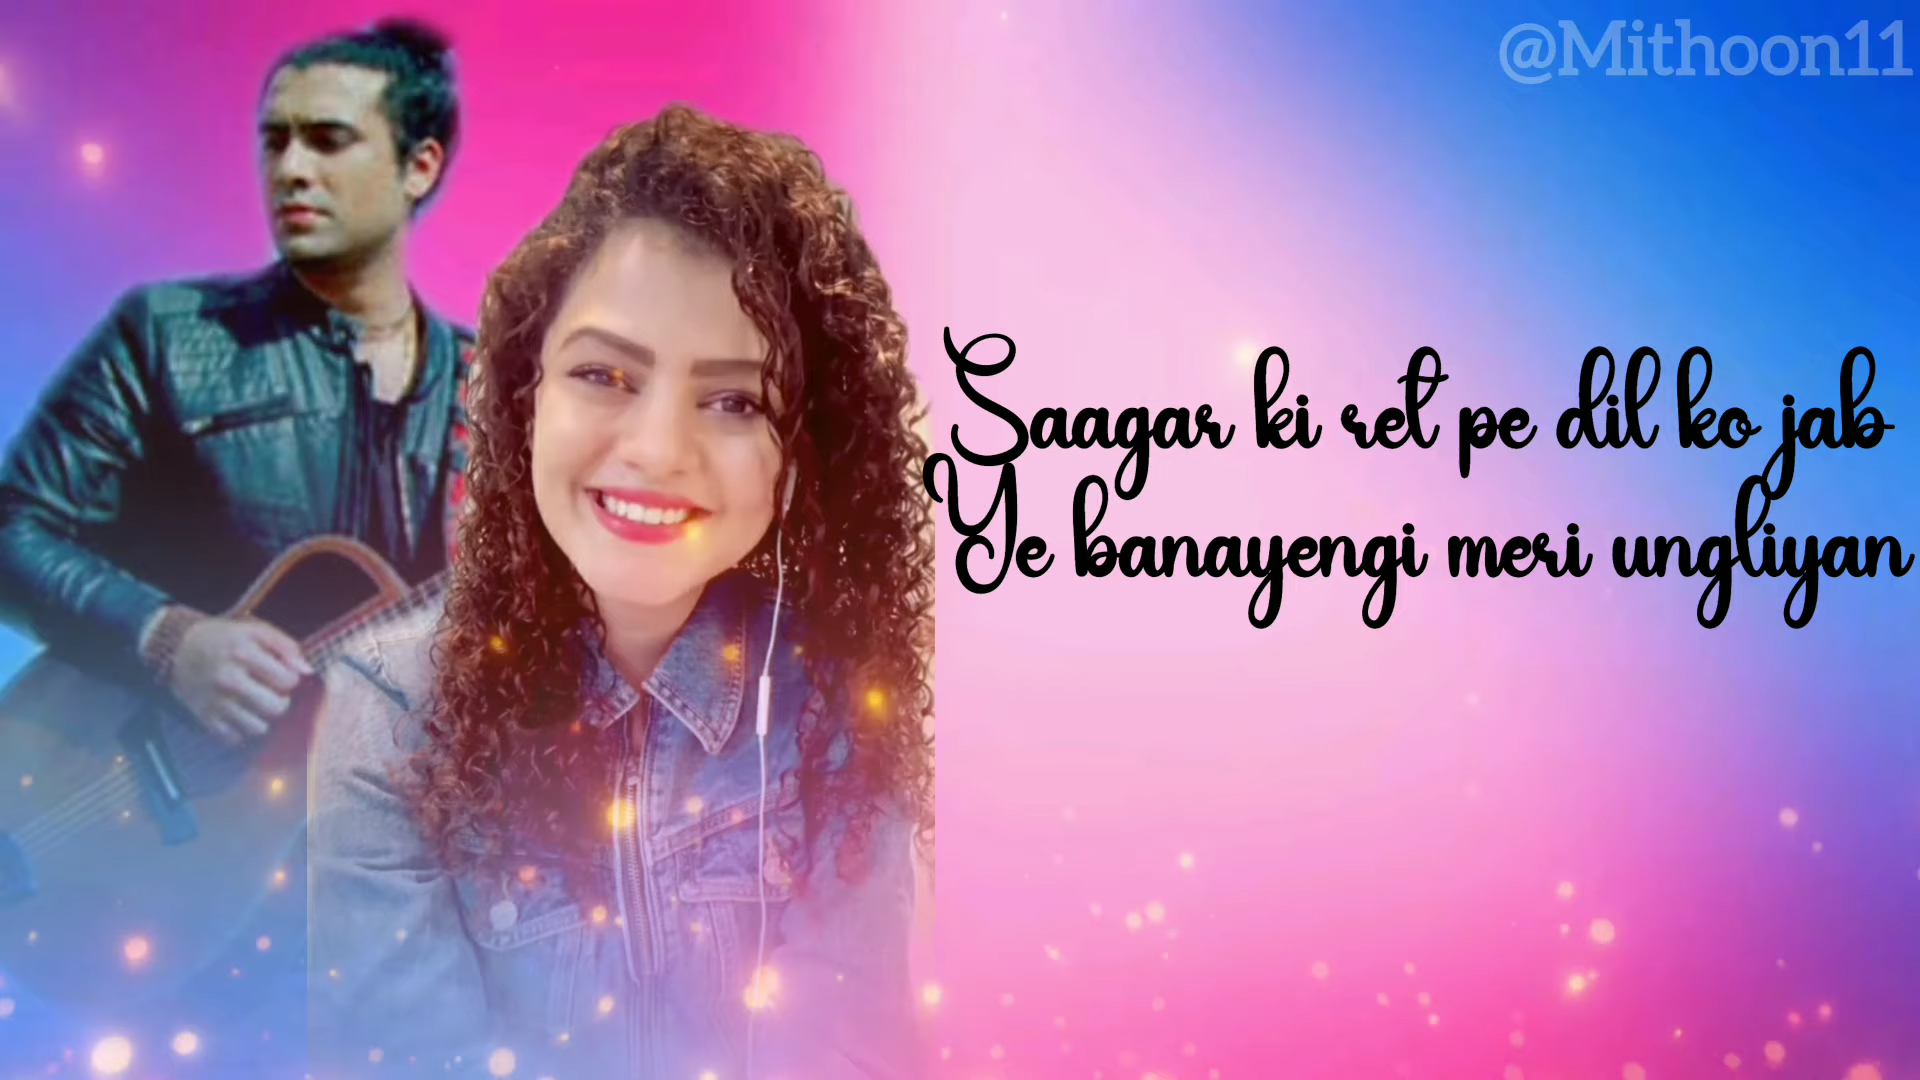 @Mithoon11
Saagar ki ret pe dil ko jab
Ye banayengi meri ungliyan